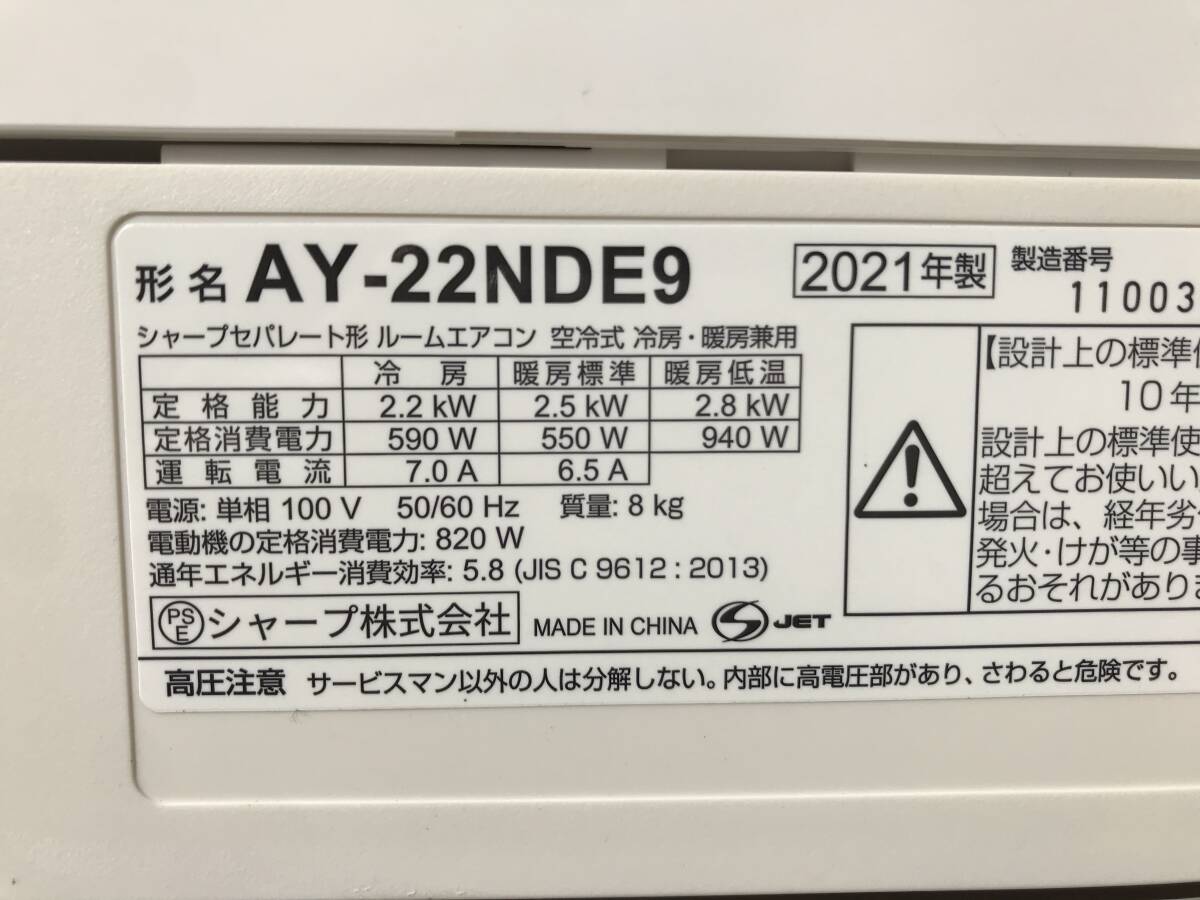 形名 AY-22NDE9 2021年製 製造番号
11003
シャープセパレート形 ルームエアコン 空冷式 冷房・暖房兼用
冷房 暖房標準 暖房低温
定格能力 2.2 kW 2.5 kW 2.8 kW
定格消費電力 590 W 550 W 940 W
運転電流 7.0 A 6.5 A
電源: 単相 100 V 50/60 Hz 質量: 8 kg
電動機の定格消費電力: 820 W
通年エネルギー消費効率: 5.8 (JIS C 9612 : 2013)
PSE シャープ株式会社 MADE IN CHINA S JET
【設計上の標準使
10年
設計上の標準使
超えてお使いい
場合は、経年劣化
発火・けが等の事
るおそれがありま
高圧注意 サービスマン以外の人は分解しない。内部に高電圧部があり、さわると危険です。